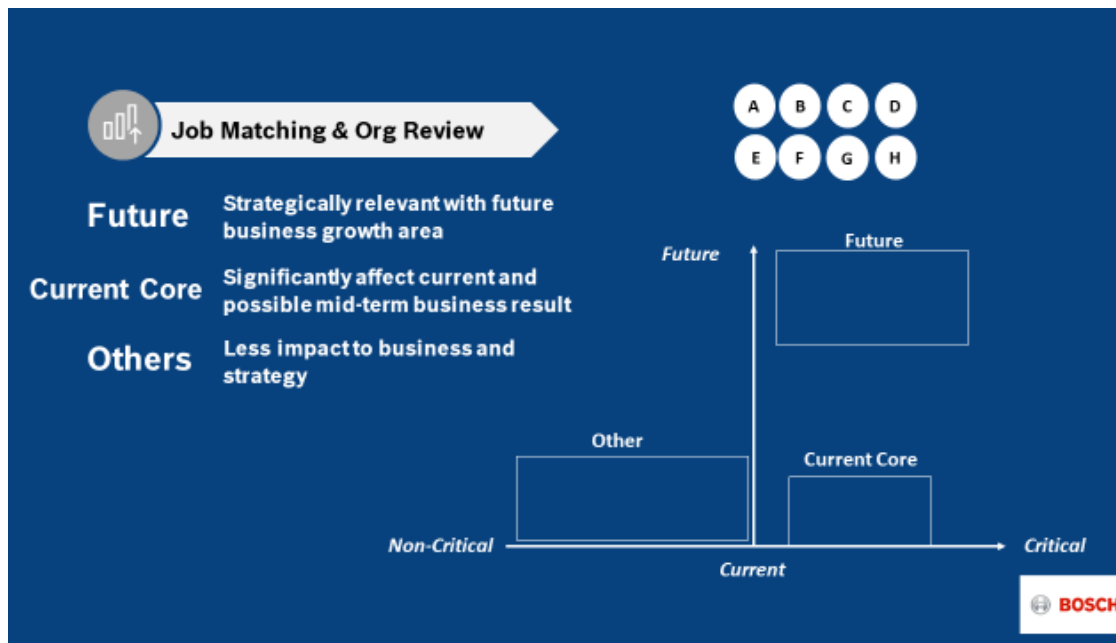 Job Matching & Org Review
A B C D
E F G H
Future
Strategically relevant with future
business growth area
Current Core
Significantly affect current and
possible mid-term business result
Others
Less impact to business and
strategy
Future
Future
Other
Current Core
Non-Critical
Critical
Current
BOSCH